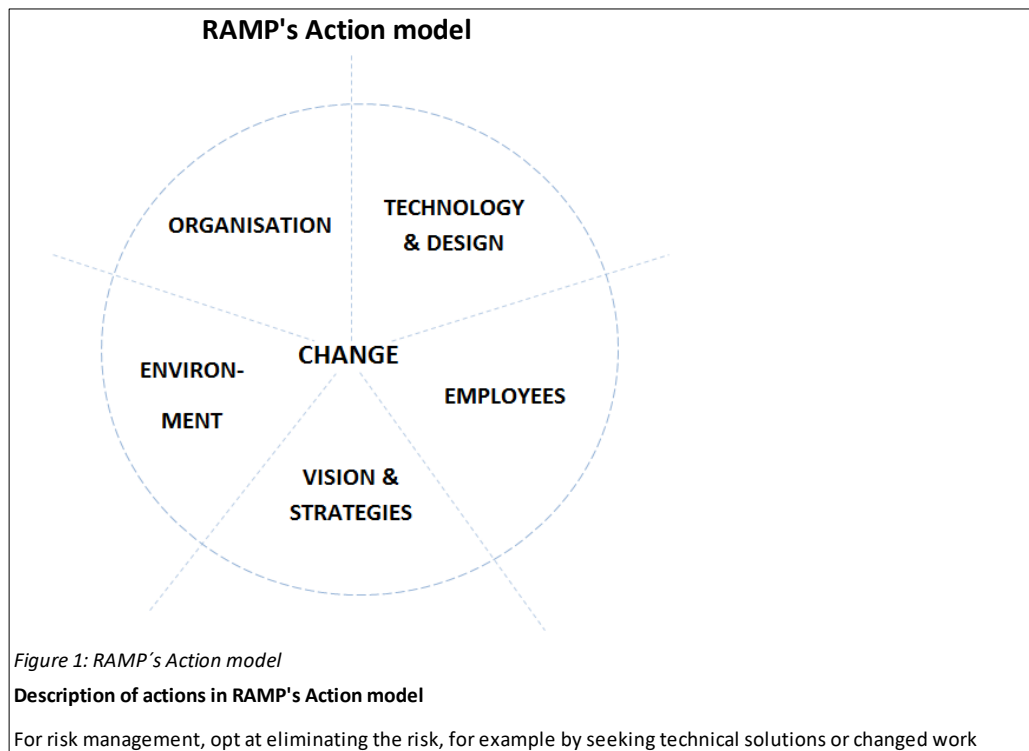 RAMP's Action model
ORGANISATION
TECHNOLOGY
& DESIGN
CHANGE
ENVIRON-
MENT
EMPLOYEES
VISION &
STRATEGIES
Figure 1: RAMP´s Action model
Description of actions in RAMP's Action model
For risk management, opt at eliminating the risk, for example by seeking technical solutions or changed work